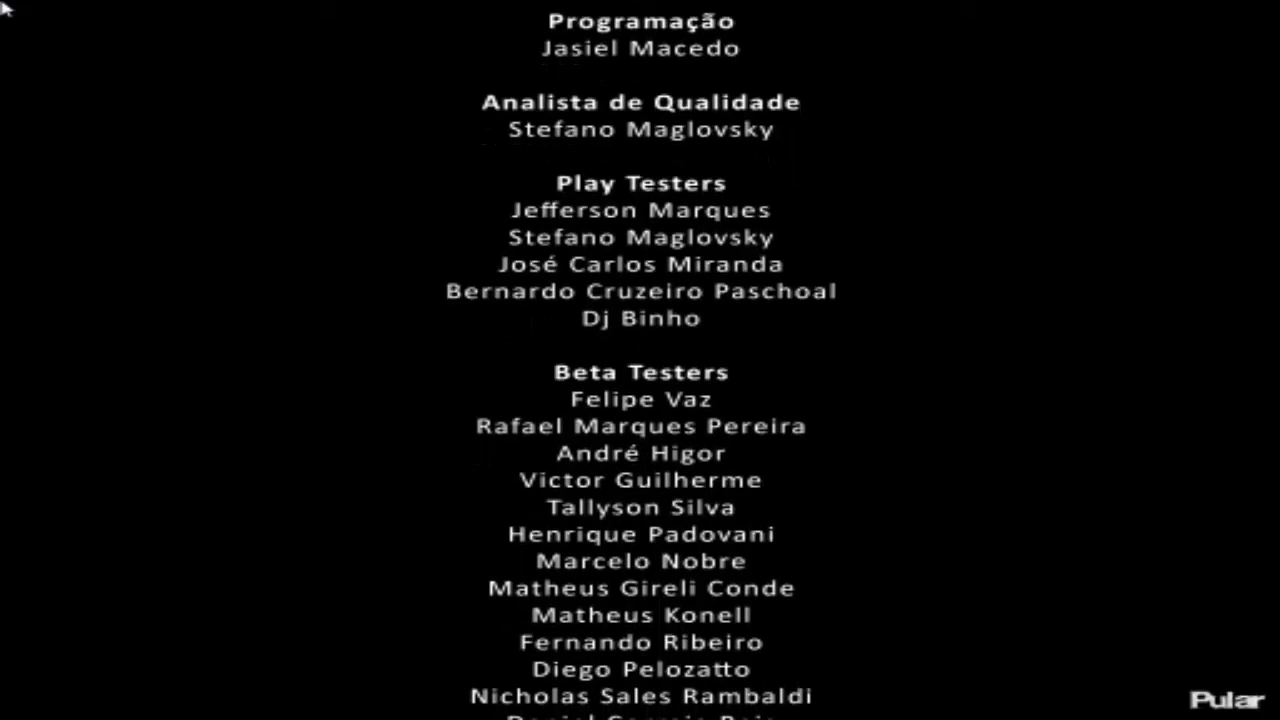 Programação
Jasiel Macedo
Analista de Qualidade
Stefano Maglovsky
Play Testers
Jefferson Marques
Stefano Maglovsky
José Carlos Miranda
Bernardo Cruzeiro Paschoal
Dj Binho
Beta Testers
Felipe Vaz
Rafael Marques Pereira
André Higor
Victor Guilherme
Tallyson Silva
Henrique Padovani
Marcelo Nobre
Matheus Gireli Conde
Matheus Konell
Fernando Ribeiro
Diego Pelozatto
Nicholas Sales Rambaldi
Pular